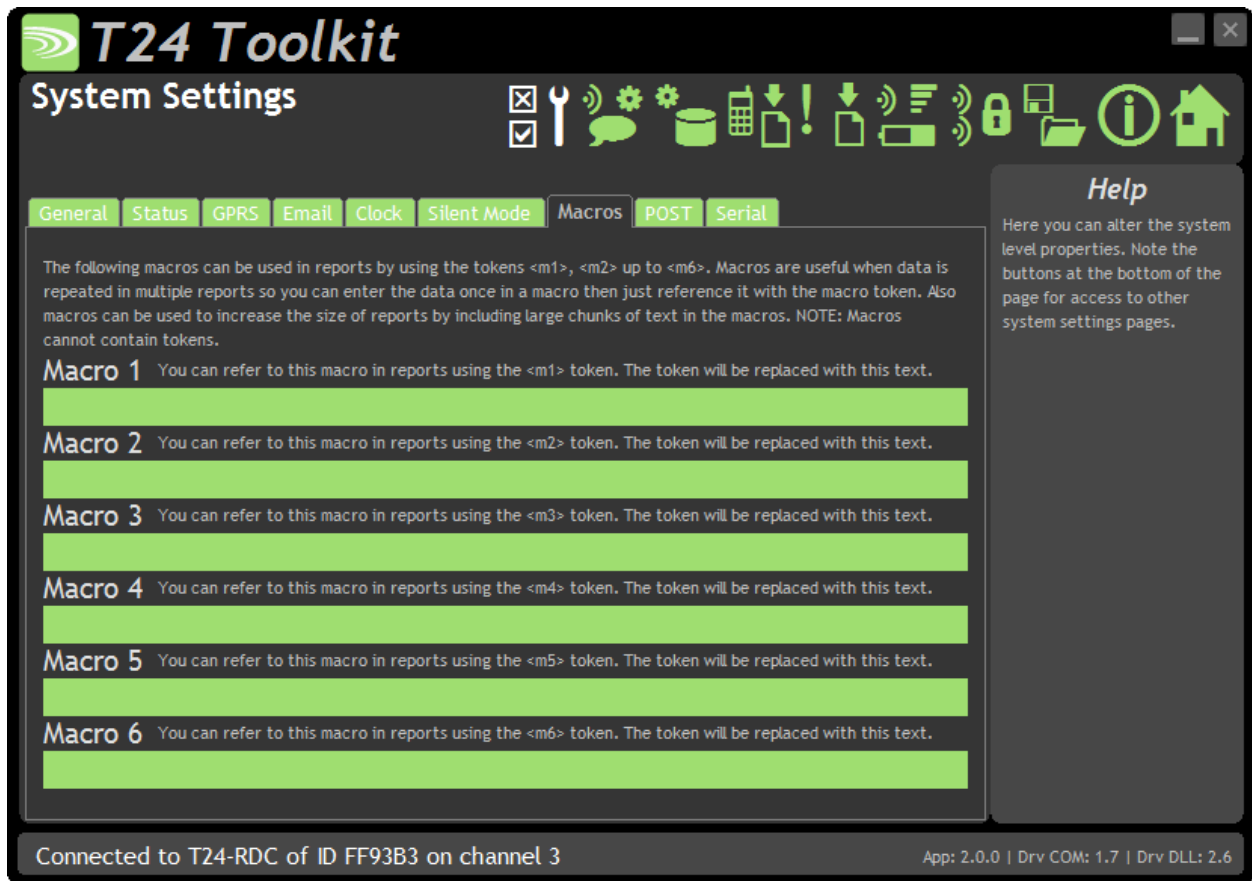 T24 Toolkit
System Settings
General Status GPRS Email Clock Silent Mode Macros POST Serial
The following macros can be used in reports by using the tokens <m1>, <m2> up to <m6>. Macros are useful when data is
repeated in multiple reports so you can enter the data once in a macro then just reference it with the macro token. Also
macros can be used to increase the size of reports by including large chunks of text in the macros. NOTE: Macros
cannot contain tokens.
Macro 1 You can refer to this macro in reports using the <m1> token. The token will be replaced with this text.
Macro 2 You can refer to this macro in reports using the <m2> token. The token will be replaced with this text.
Macro 3 You can refer to this macro in reports using the <m3> token. The token will be replaced with this text.
Macro 4 You can refer to this macro in reports using the <m4> token. The token will be replaced with this text.
Macro 5 You can refer to this macro in reports using the <m5> token. The token will be replaced with this text.
Macro 6 You can refer to this macro in reports using the <m6> token. The token will be replaced with this text.
Help
Here you can alter the system
level properties. Note the
buttons at the bottom of the
page for access to other
system settings pages.
Connected to T24-RDC of ID FF93B3 on channel 3
App: 2.0.0 | Drv COM: 1.7 | Drv DLL: 2.6